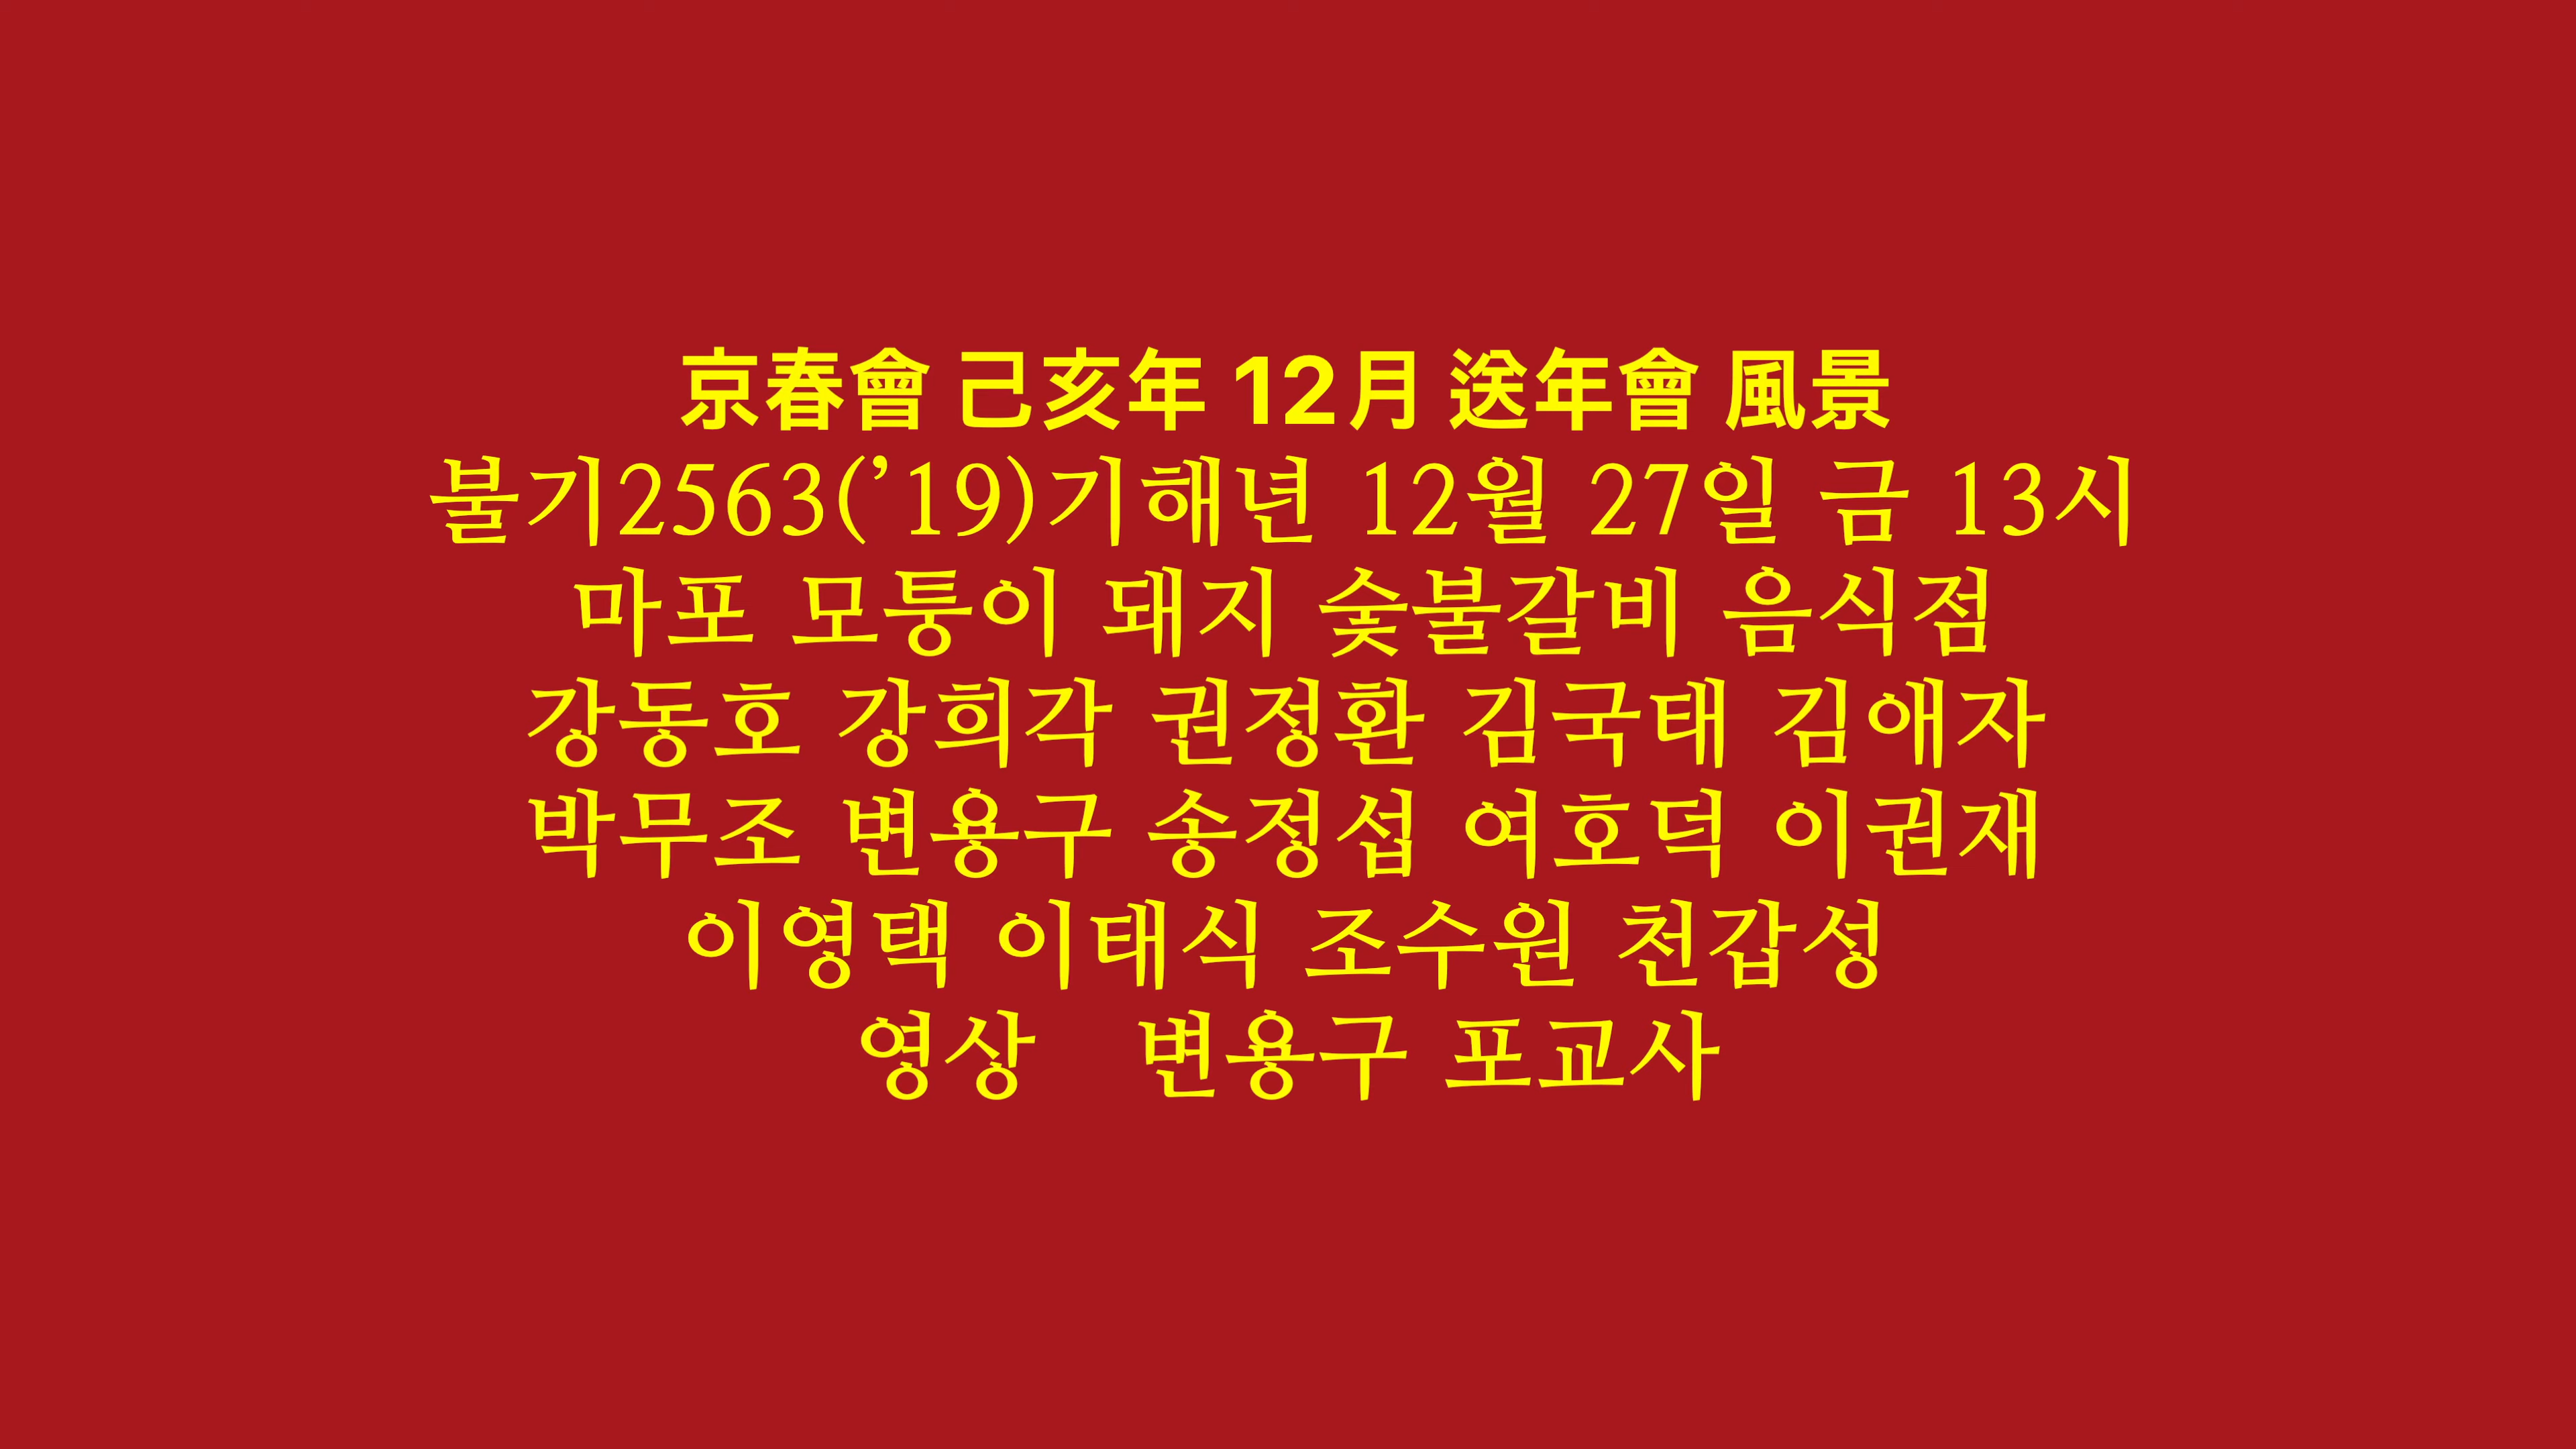 京春會 己亥年 12月 送年會 風景
불기2563(’19)기해년 12월 27일 금 13시
마포 모퉁이 돼지 숯불갈비 음식점
강동호 강희각 권정환 김국태 김애자
박무조 변용구 송정섭 여호덕 이권재
이영택 이태식 조수원 천갑성
영상 변용구 포교사